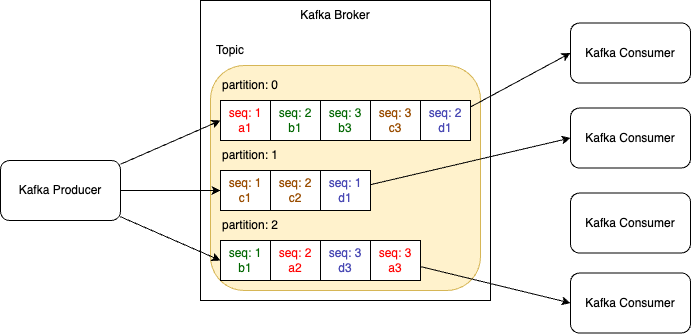 Kafka Broker
Topic
partition: 0
seq: 1 seq: 2 seq: 3 seq: 3 seq: 2
a1 b1 b3 c3 d1
partition: 1
seq: 1 seq: 2 seq: 1
c1 c2 d1
partition: 2
seq: 1 seq: 2 seq: 3 seq: 3
b1 a2 d3 a3
Kafka Producer
Kafka Consumer
Kafka Consumer
Kafka Consumer
Kafka Consumer